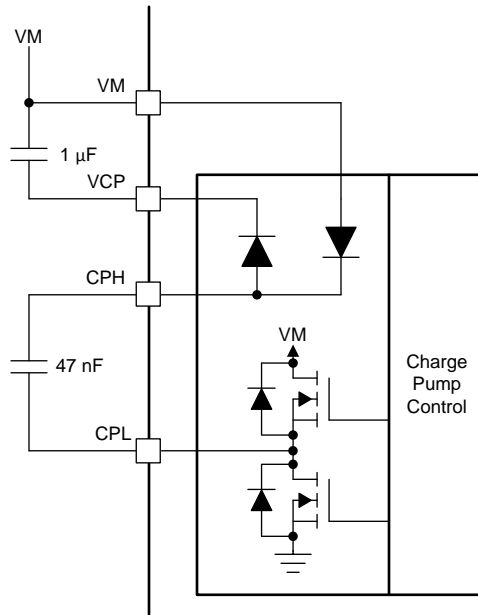 VM
VM
1 µF
VCP
CPH
VM
47 nF
Charge
Pump
Control
CPL